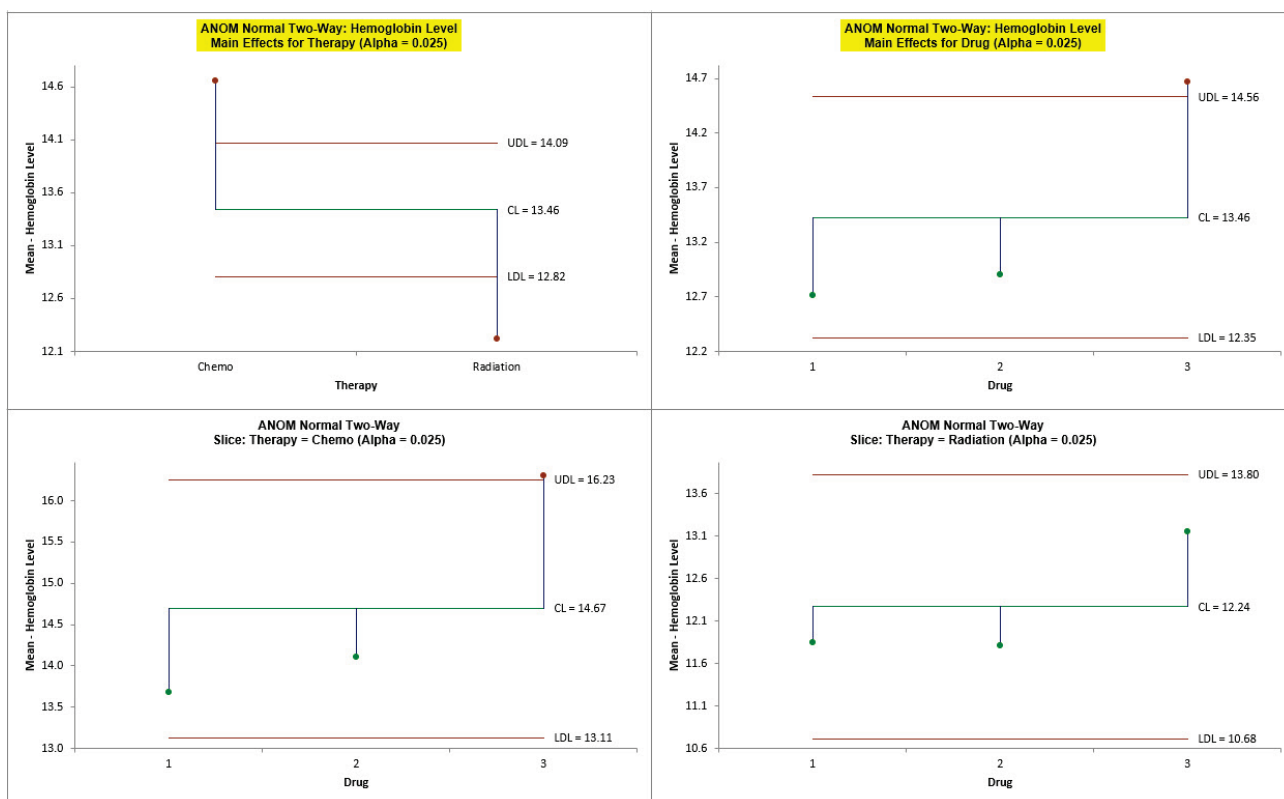 ANOM Normal Two-Way: Hemoglobin Level
Main Effects for Therapy (Alpha = 0.025)
Mean - Hemoglobin Level
14.6
14.1
13.6
13.1
12.6
12.1
UDL = 14.09
CL = 13.46
LDL = 12.82
Chemo
Radiation
Therapy
ANOM Normal Two-Way: Hemoglobin Level
Main Effects for Drug (Alpha = 0.025)
Mean - Hemoglobin Level
14.7
14.2
13.7
13.2
12.7
12.2
UDL = 14.56
CL = 13.46
LDL = 12.35
1
2
3
Drug
ANOM Normal Two-Way
Slice: Therapy = Chemo (Alpha = 0.025)
Mean - Hemoglobin Level
16.0
15.5
15.0
14.5
14.0
13.5
13.0
UDL = 16.23
CL = 14.67
LDL = 13.11
1
2
3
Drug
ANOM Normal Two-Way
Slice: Therapy = Radiation (Alpha = 0.025)
Mean - Hemoglobin Level
13.6
13.1
12.6
12.1
11.6
11.1
10.6
UDL = 13.80
CL = 12.24
LDL = 10.68
1
2
3
Drug